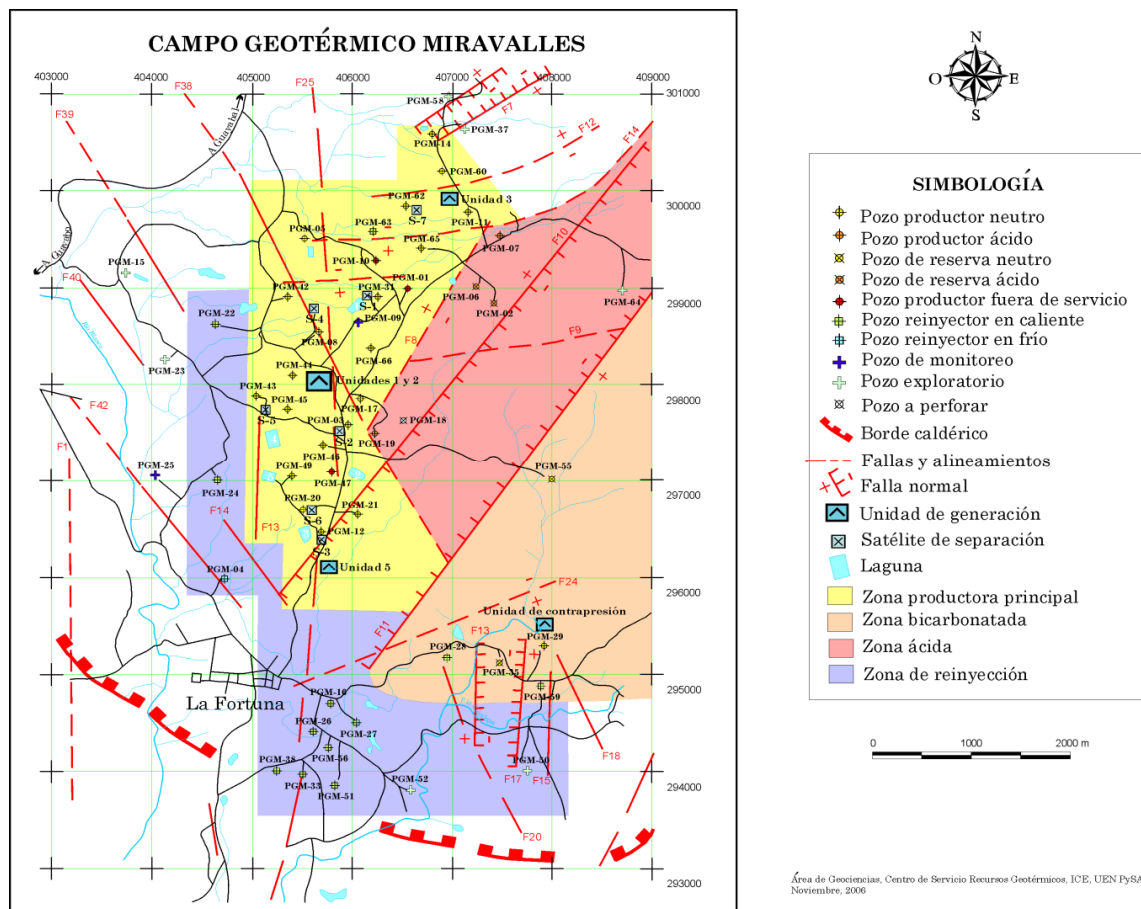 CAMPO GEOTÉRMICO MIRAVALLES
403000 404000 405000 406000 407000 408000 409000
301000
300000
299000
298000
297000
296000
295000
294000
293000
F39
F38
F25
A Guayabal
PGM-58
F7
PGM-37
PGM-14
F12
F14
PGM-60
PGM-62
Unidad 3
S-7
PGM-11
PGM-63
PGM-05
PGM-65
PGM-07
F10
A Guayabo
PGM-15
PGM-10
PGM-01
F40
PGM-42
PGM-31
PGM-06
PGM-02
PGM-64
S-1
S-4
PGM-22
PGM-09
Río Blanco
PGM-08
F8
F9
PGM-23
PGM-66
PGM-44
Unidades 1 y 2
PGM-43
F42
PGM-45
PGM-17
S-5
PGM-03
PGM-18
S-2
PGM-19
F1
PGM-46
PGM-25
PGM-49
PGM-47
PGM-55
PGM-24
PGM-20
PGM-21
F14
S-6
F13
PGM-12
S-3
Unidad 5
PGM-04
F24
Unidad de contrapresión
F11
F13
PGM-29
PGM-28
PGM-35
PGM-59
La Fortuna
PGM-16
PGM-26
PGM-27
PGM-56
F18
PGM-38
PGM-52
PGM-50
PGM-33
PGM-51
F17
F15
F20
N
O
E
S
SIMBOLOGÍA
Pozo productor neutro
Pozo productor ácido
Pozo de reserva neutro
Pozo de reserva ácido
Pozo productor fuera de servicio
Pozo reinyector en caliente
Pozo reinyector en frío
Pozo de monitoreo
Pozo exploratorio
Pozo a perforar
Borde caldérico
Fallas y alineamientos
Falla normal
Unidad de generación
Satélite de separación
Laguna
Zona productora principal
Zona bicarbonatada
Zona ácida
Zona de reinyección
0 1000 2000 m
Área de Geociencias, Centro de Servicio Recursos Geotérmicos, ICE, UEN PySA
Noviembre, 2006